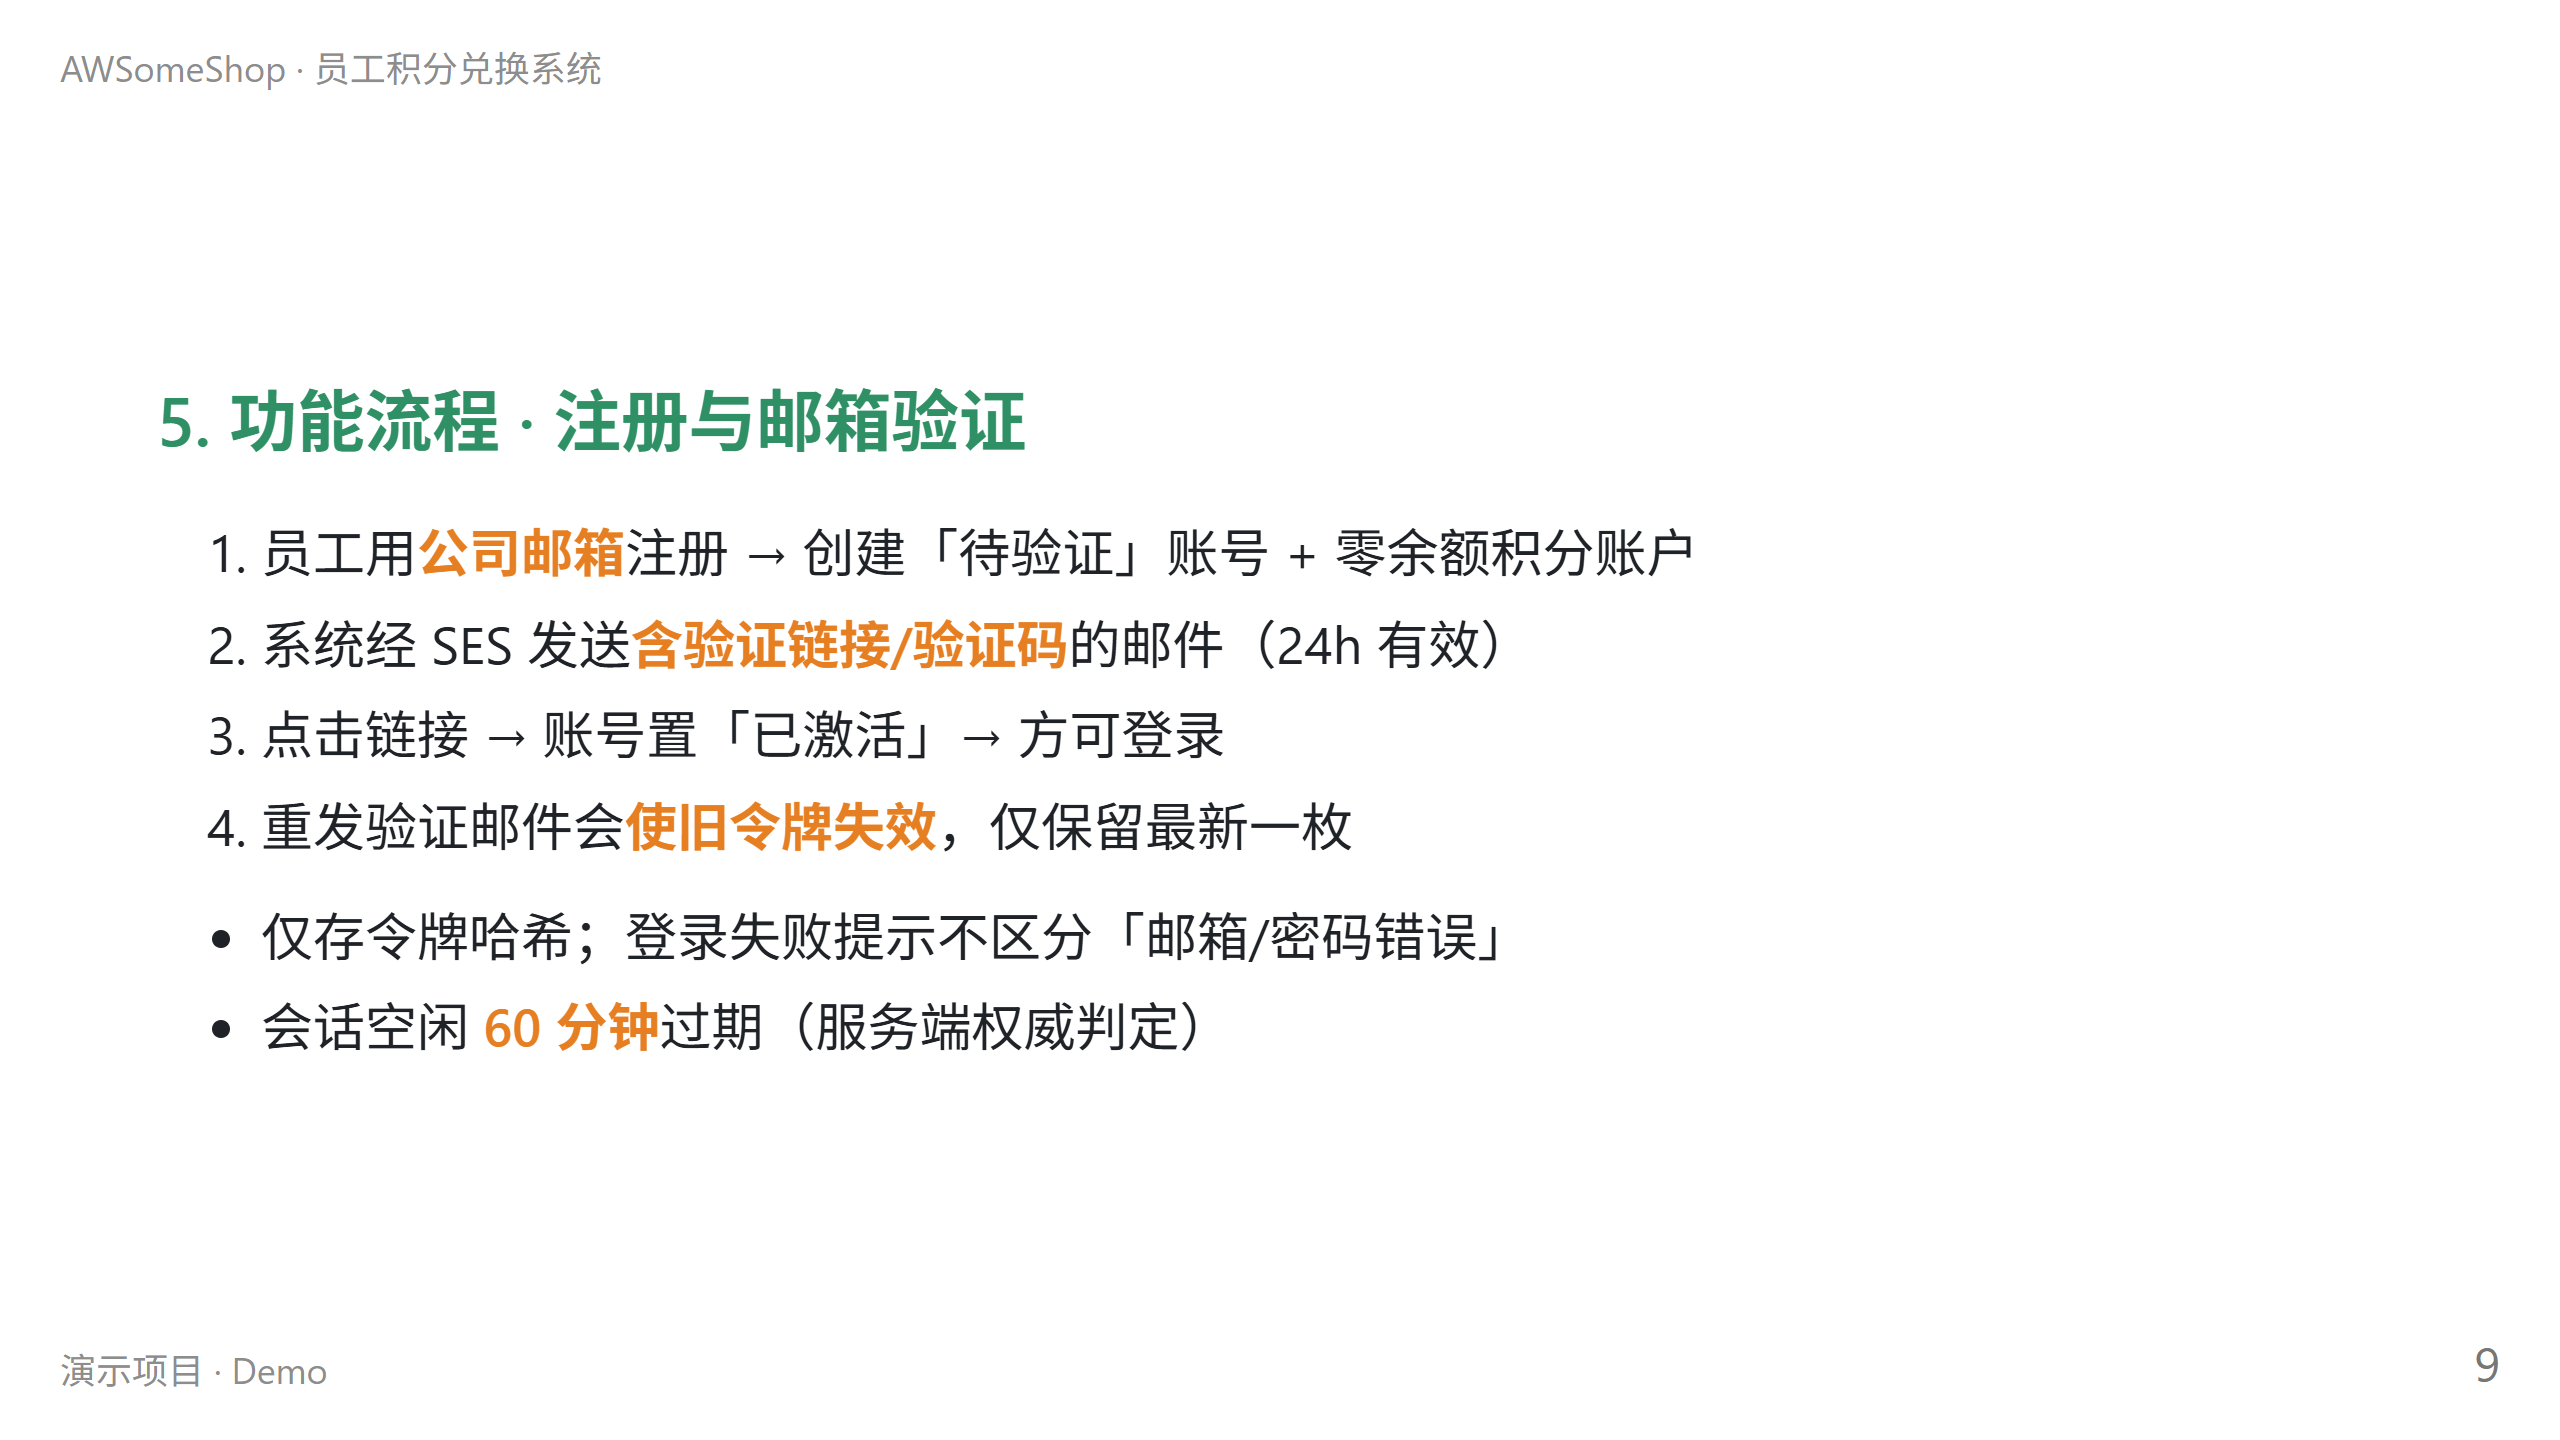 AWSomeShop · 员工积分兑换系统
5. 功能流程 · 注册与邮箱验证
1. 员工用公司邮箱注册 → 创建「待验证」账号 + 零余额积分账户
2. 系统经 SES 发送含验证链接/验证码的邮件（24h 有效）
3. 点击链接 → 账号置「已激活」→ 方可登录
4. 重发验证邮件会使旧令牌失效，仅保留最新一枚
• 仅存令牌哈希；登录失败提示不区分「邮箱/密码错误」
• 会话空闲 60 分钟过期（服务端权威判定）
演示项目 · Demo
9